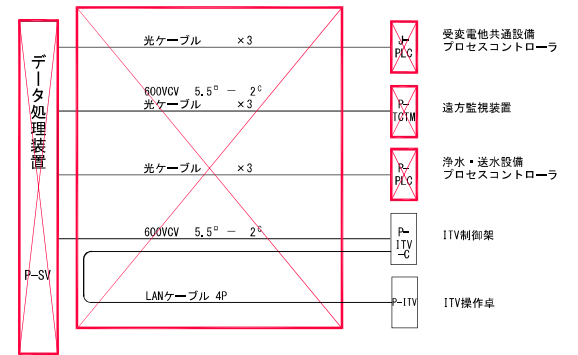 データ処理装置
P-SV
光ケーブル ×3
J-
PLC
受変電他共通設備
プロセスコントローラ
600VCV 5.5□ － 2C
光ケーブル ×3
P-
TCTM
遠方監視装置
光ケーブル ×3
P-
PLC
浄水・送水設備
プロセスコントローラ
600VCV 5.5□ － 2C
P-
ITV
-C
ITV制御架
LANケーブル 4P
P-ITV
ITV操作卓